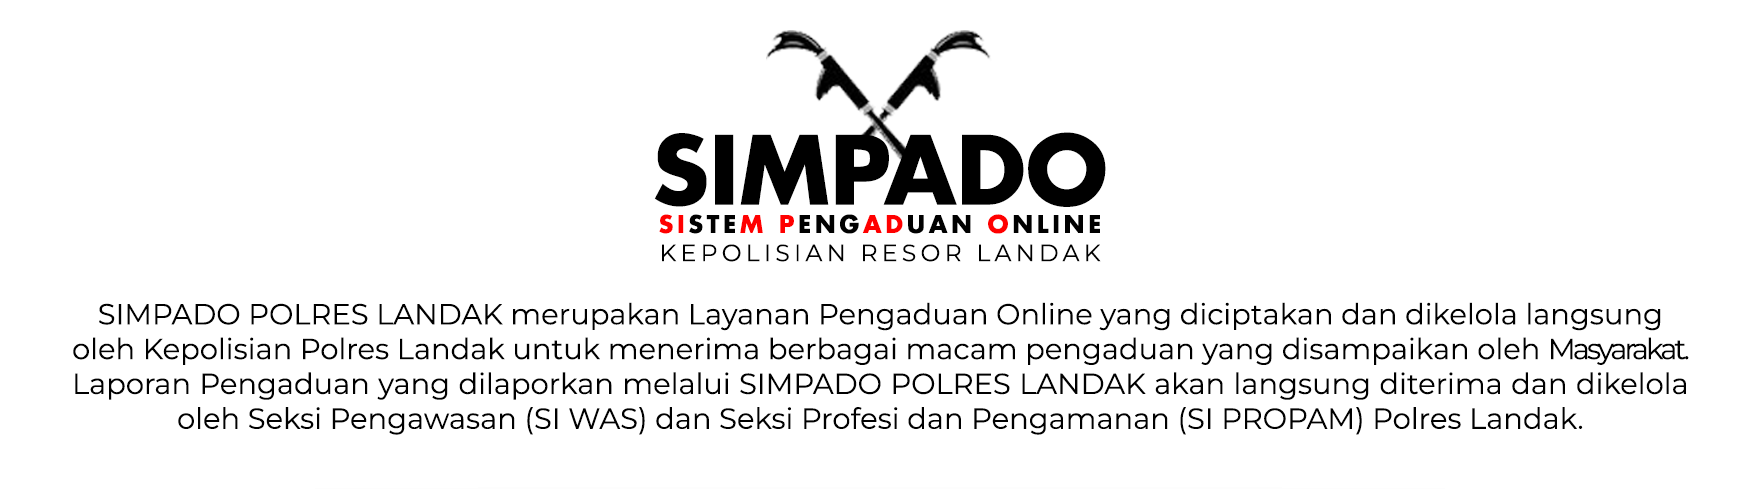 SIMPADO
SISTEM PENGADUAN ONLINE
KEPOLISIAN RESOR LANDAK
SIMPADO POLRES LANDAK merupakan Layanan Pengaduan Online yang diciptakan dan dikelola langsung
oleh Kepolisian Polres Landak untuk menerima berbagai macam pengaduan yang disampaikan oleh Masyarakat.
Laporan Pengaduan yang dilaporkan melalui SIMPADO POLRES LANDAK akan langsung diterima dan dikelola
oleh Seksi Pengawasan (SI WAS) dan Seksi Profesi dan Pengamanan (SI PROPAM) Polres Landak.